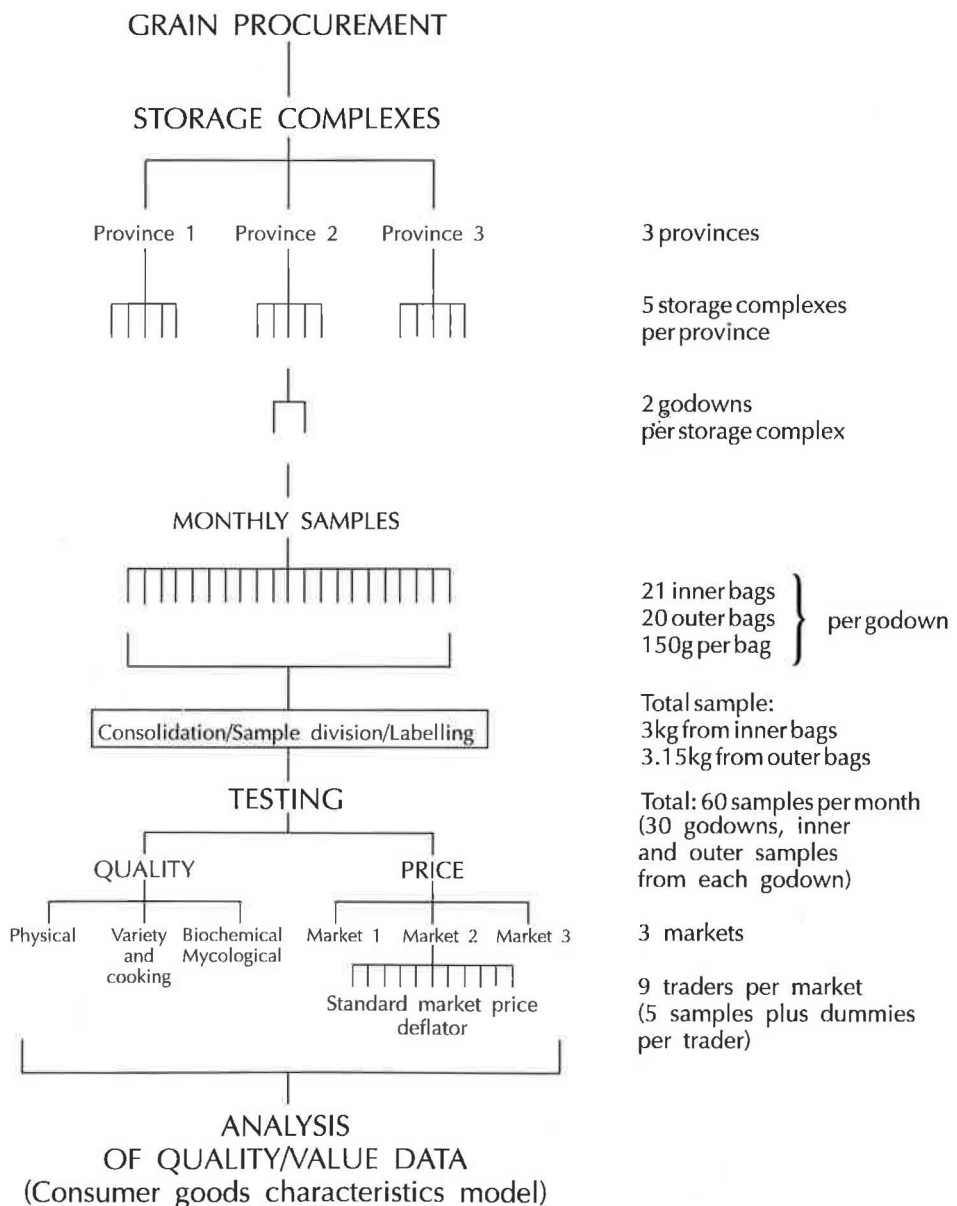 GRAIN PROCUREMENT
STORAGE COMPLEXES
Province 1 Province 2 Province 3
3 provinces
5 storage complexes
per province
2 godowns
per storage complex
MONTHLY SAMPLES
21 inner bags
20 outer bags
150g per bag
per godown
Consolidation/Sample division/Labelling
Total sample:
3kg from inner bags
3.15kg from outer bags
TESTING
Total: 60 samples per month
(30 godowns, inner
and outer samples
from each godown)
QUALITY
PRICE
Physical
Variety
and
cooking
Biochemical
Mycological
Market 1 Market 2 Market 3
3 markets
Standard market price
deflator
9 traders per market
(5 samples plus dummies
per trader)
ANALYSIS
OF QUALITY/VALUE DATA
(Consumer goods characteristics model)